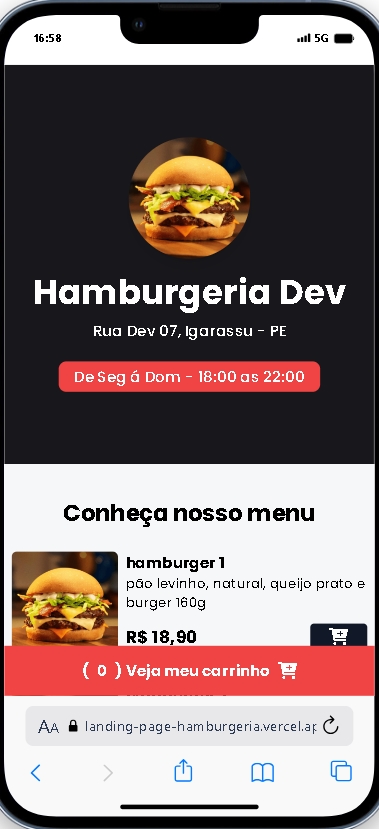 16:58
5G
Hamburgeria Dev
Rua Dev 07, Igarassu - PE
De Seg á Dom - 18:00 as 22:00
Conheça nosso menu
hamburger 1
pão levinho, natural, queijo prato e
burger 160g
R$ 18,90
( 0 ) Veja meu carrinho
AA landing-page-hamburgeria.vercel.ap